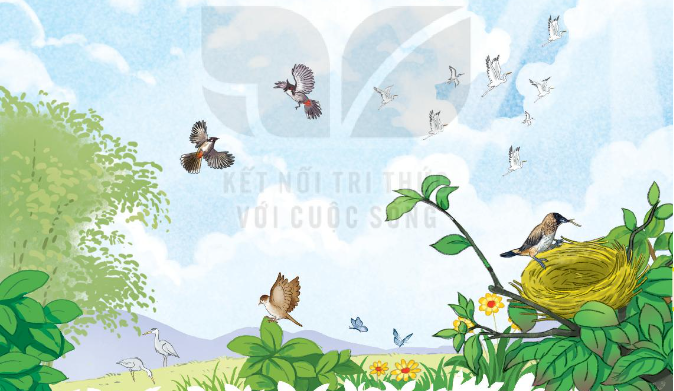 KẾT NỐI TRI THỨC
VỚI CUỘC SỐNG